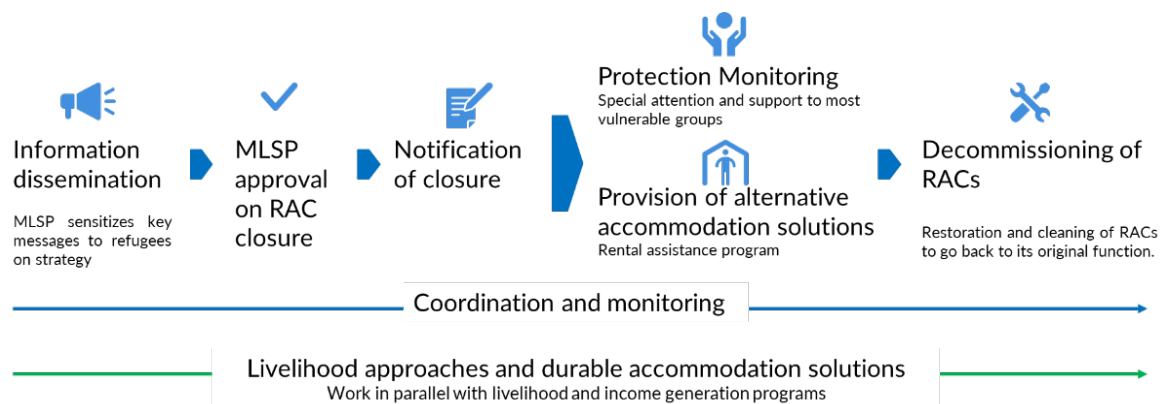 Information
dissemination
MLSP sensitizes key
messages to refugees
on strategy
MLSP
approval
on RAC
closure
Notification
of closure
Protection Monitoring
Special attention and support to most
vulnerable groups
Provision of alternative
accommodation solutions
Rental assistance program
Decommissioning of
RACs
Restoration and cleaning of RACs
to go back to its original function.
Coordination and monitoring
Livelihood approaches and durable accommodation solutions
Work in parallel with livelihood and income generation programs